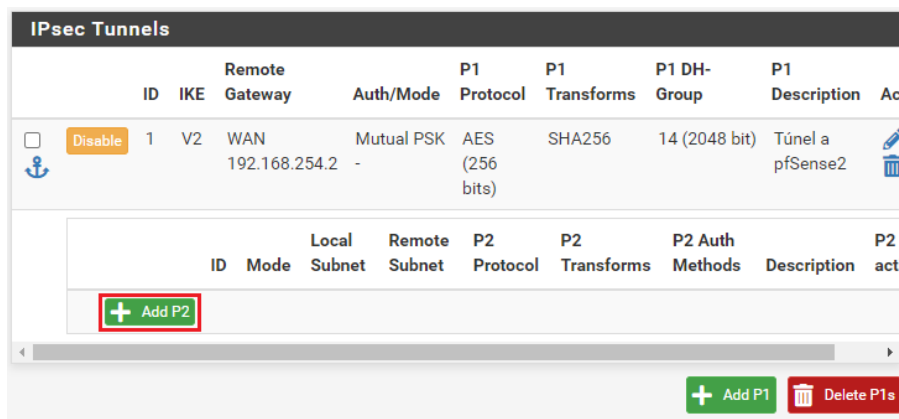 IPsec Tunnels
ID IKE Remote Gateway Auth/Mode P1 Protocol P1 Transforms P1 DH-Group P1 Description
Disable 1 V2 WAN Mutual PSK AES SHA256 14 (2048 bit) Túnel a
192.168.254.2 - (256 pfSense2
bits)
Local Remote P2 P2 P2 Auth P2
ID Mode Subnet Subnet Protocol Transforms Methods Description
Add P2
Add P1 Delete P1s